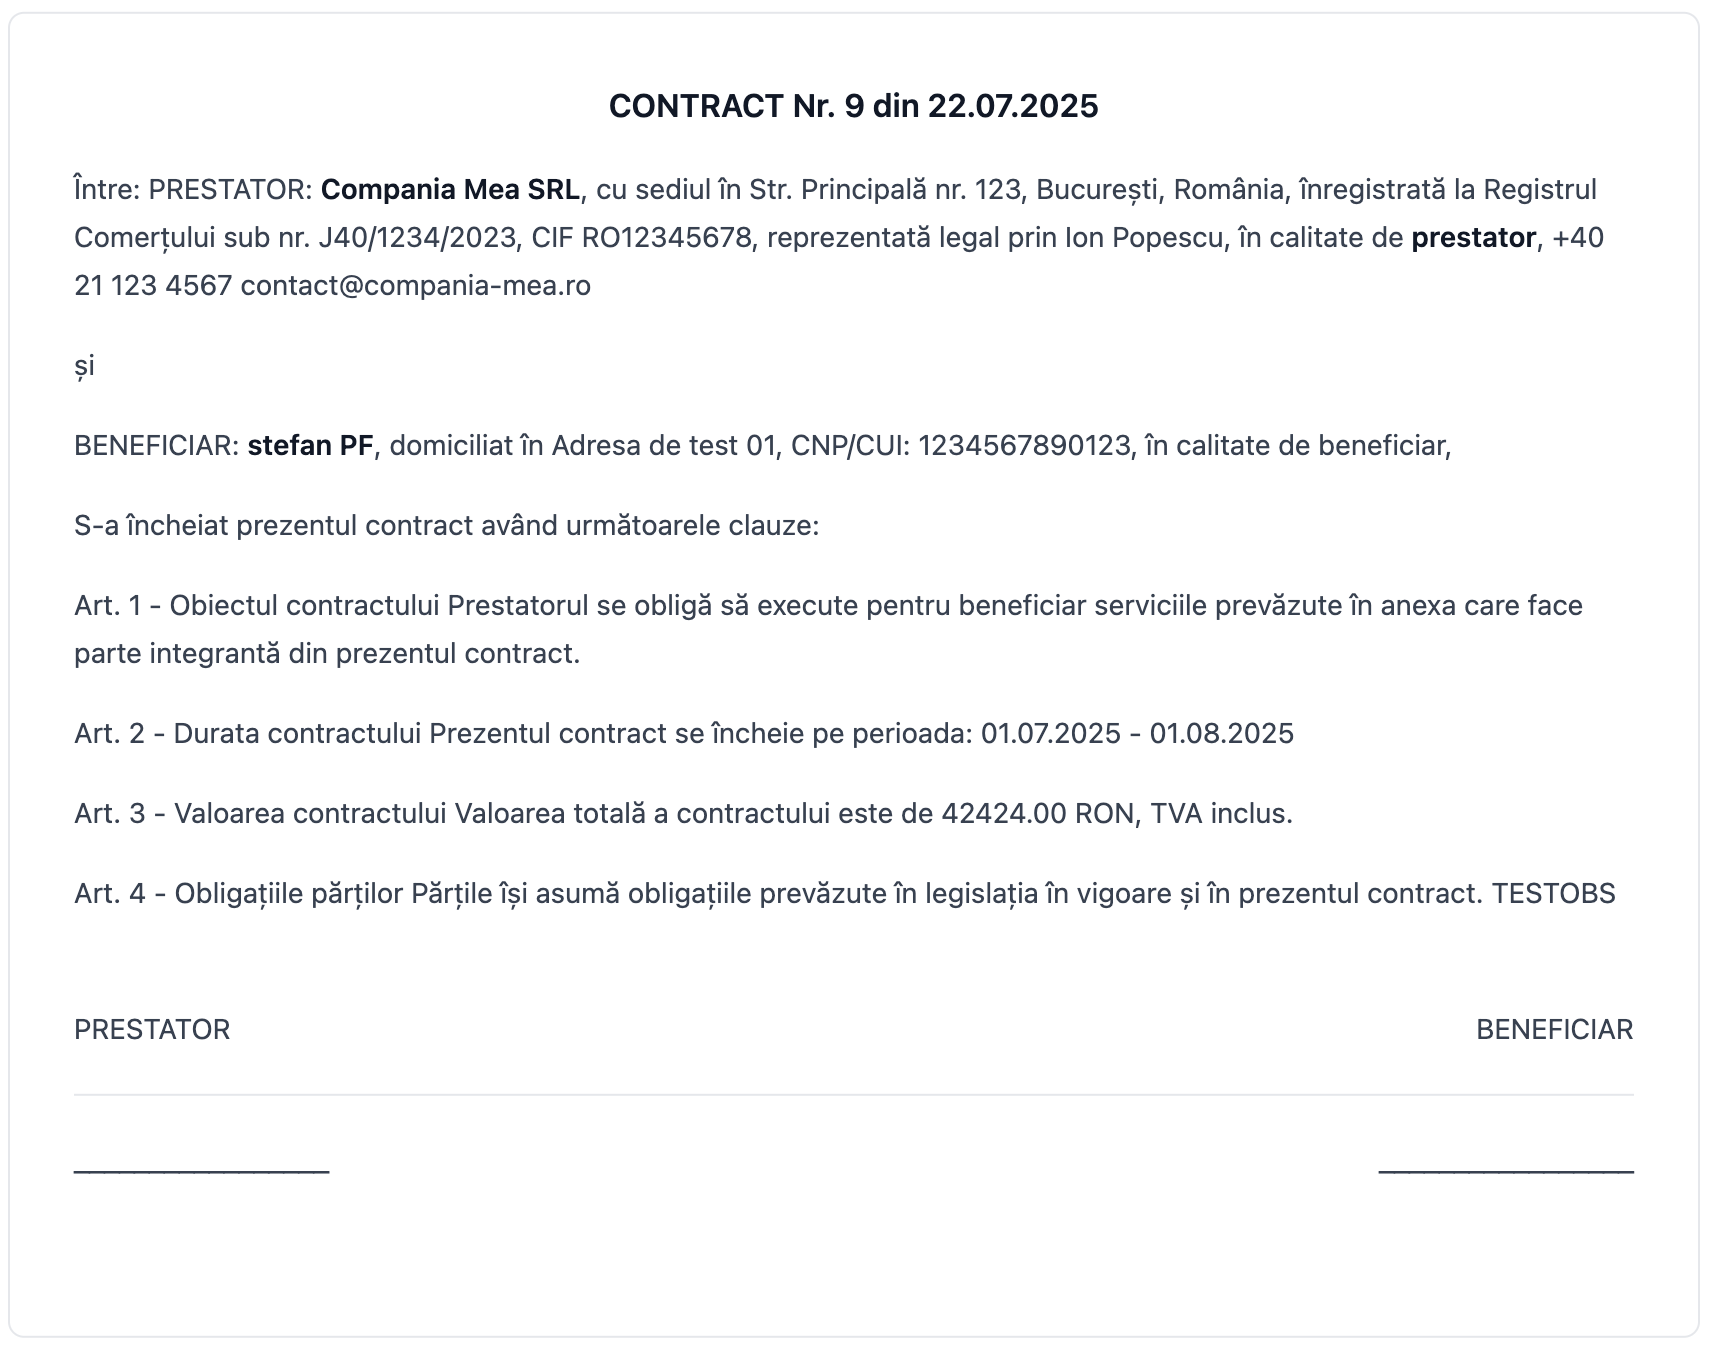 CONTRACT Nr. 9 din 22.07.2025
Între: PRESTATOR: Compania Mea SRL, cu sediul în Str. Principală nr. 123, București, România, înregistrată la Registrul
Comerțului sub nr. J40/1234/2023, CIF RO12345678, reprezentată legal prin Ion Popescu, în calitate de prestator, +40
21 123 4567 contact@compania-mea.ro
și
BENEFICIAR: stefan PF, domiciliat în Adresa de test 01, CNP/CUI: 1234567890123, în calitate de beneficiar,
S-a încheiat prezentul contract având următoarele clauze:
Art. 1 - Obiectul contractului Prestatorul se obligă să execute pentru beneficiar serviciile prevăzute în anexa care face
parte integrantă din prezentul contract.
Art. 2 - Durata contractului Prezentul contract se încheie pe perioada: 01.07.2025 - 01.08.2025
Art. 3 - Valoarea contractului Valoarea totală a contractului este de 42424.00 RON, TVA inclus.
Art. 4 - Obligațiile părților Părțile își asumă obligațiile prevăzute în legislația în vigoare și în prezentul contract. TESTOBS
PRESTATOR BENEFICIAR